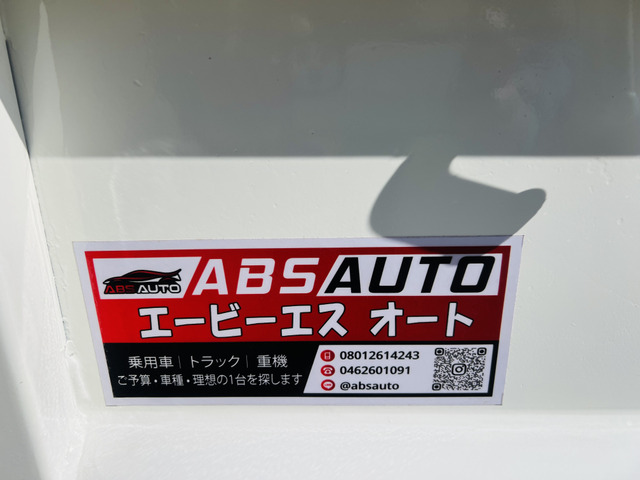 ABS AUTO
ABSAUTO
エービーエス オート
乗用車｜トラック｜重機
ご予算・車種・理想の1台を探します
08012614243
0462601091
@absauto